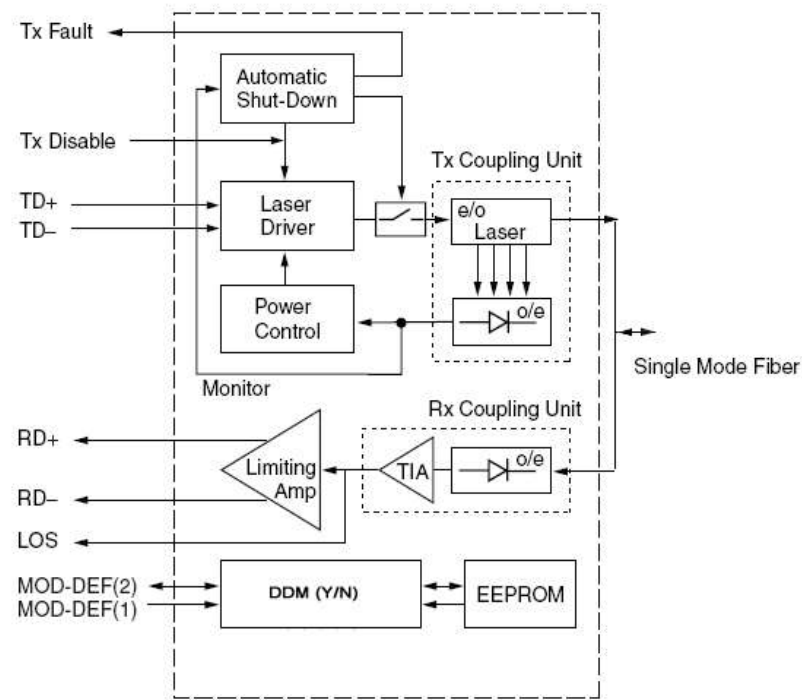 Tx Fault
Automatic
Shut-Down
Tx Disable
Tx Coupling Unit
TD+
TD–
Laser
Driver
e/o
Laser
Power
Control
o/e
Single Mode Fiber
Monitor
Rx Coupling Unit
RD+
RD–
Limiting
Amp
TIA
o/e
LOS
MOD-DEF(2)
MOD-DEF(1)
DDM (Y/N)
EEPROM